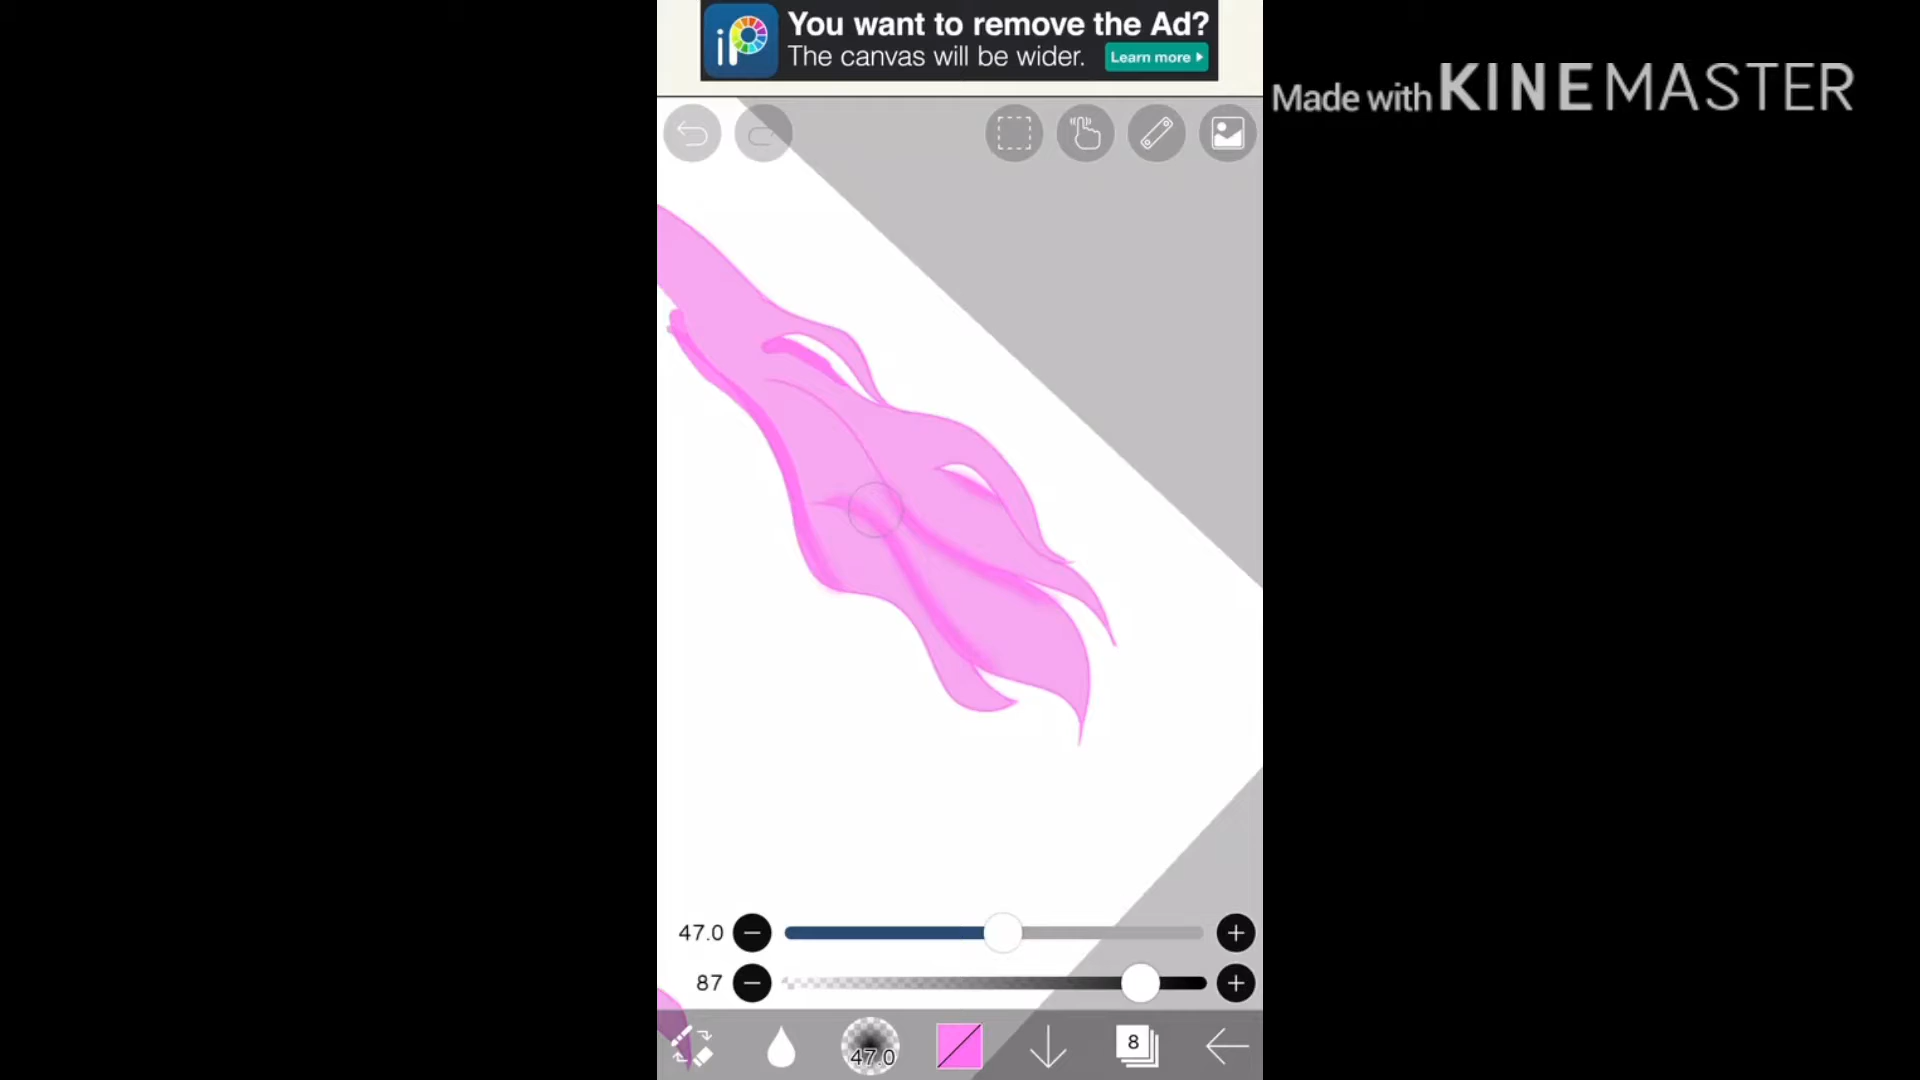 iP
You want to remove the Ad?
The canvas will be wider.
Learn more
Made with KINEMASTER
47.0
87
47.0
8